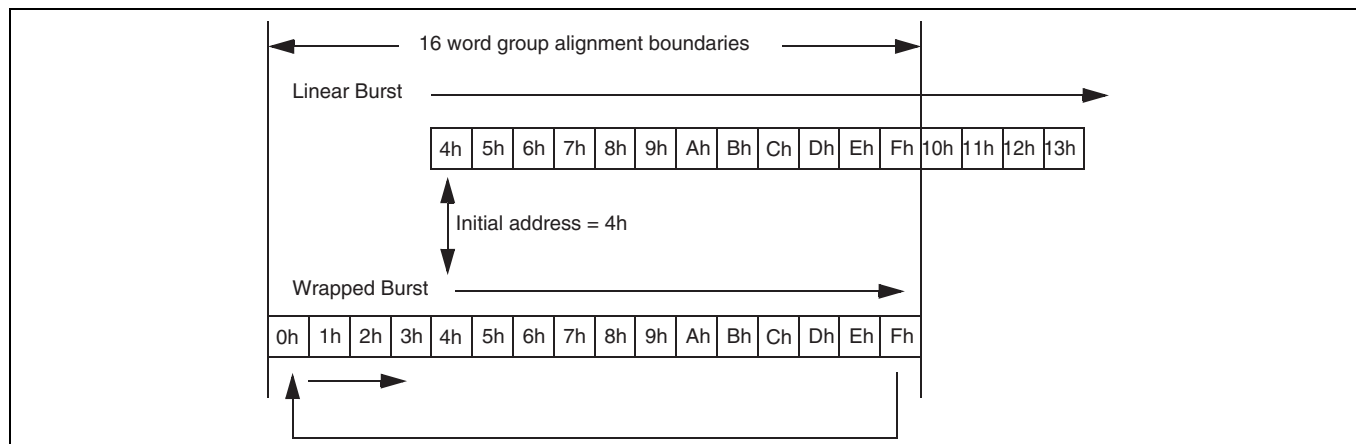 16 word group alignment boundaries
Linear Burst
4h 5h 6h 7h 8h 9h Ah Bh Ch Dh Eh Fh 10h 11h 12h 13h
Initial address = 4h
Wrapped Burst
0h 1h 2h 3h 4h 5h 6h 7h 8h 9h Ah Bh Ch Dh Eh Fh